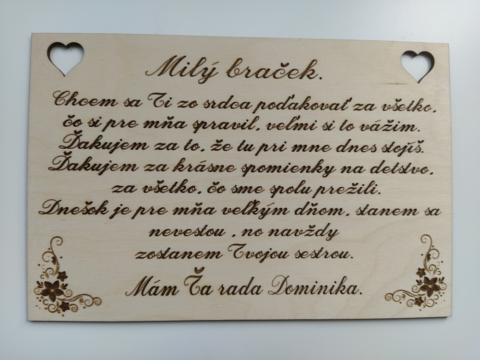 Milý braček.
Chcem sa Ti zo srdca poďakovať za všetko,
čo si pre mňa spravil, veľmi si to vážim.
Ďakujem za to, že tu pri mne dnes stojíš.
Ďakujem za krásne spomienky na detstvo,
za všetko, čo sme spolu prežili.
Dnešok je pre mňa veľkým dňom, stanem sa
nevestou , no navždy
zostanem Tvojou sestrou.
Mám Ťa rada Dominika.